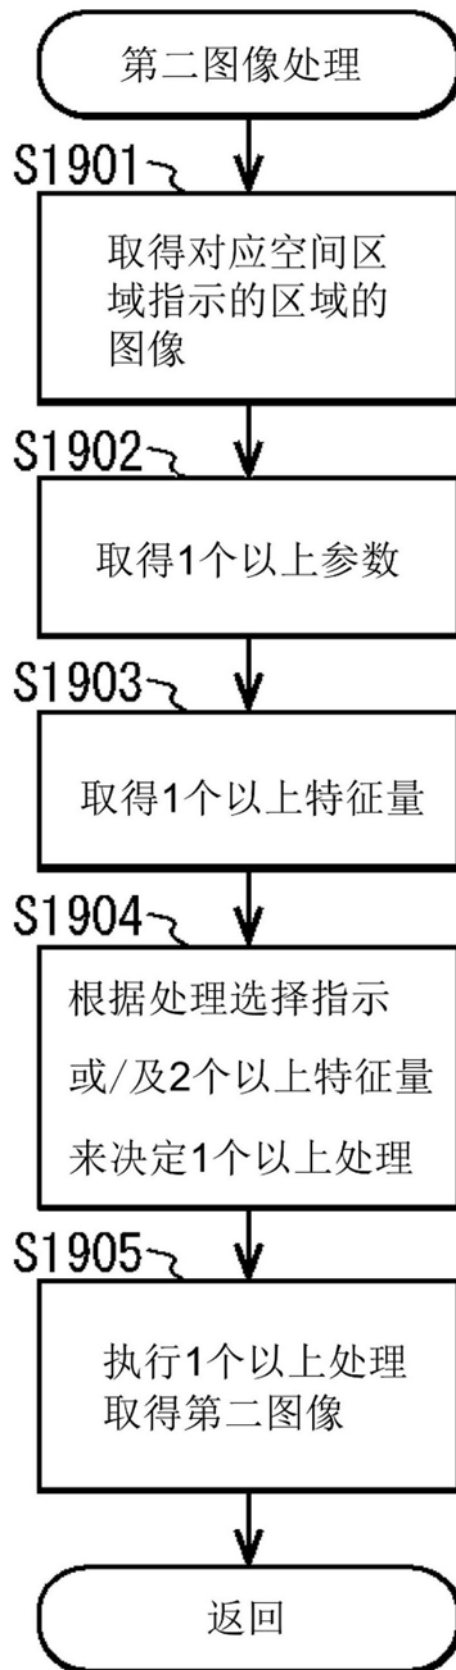 第二图像处理
S1901
取得对应空间区
域指示的区域的
图像
S1902
取得1个以上参数
S1903
取得1个以上特征量
S1904
根据处理选择指示
或/及2个以上特征量
来决定1个以上处理
S1905
执行1个以上处理
取得第二图像
返回